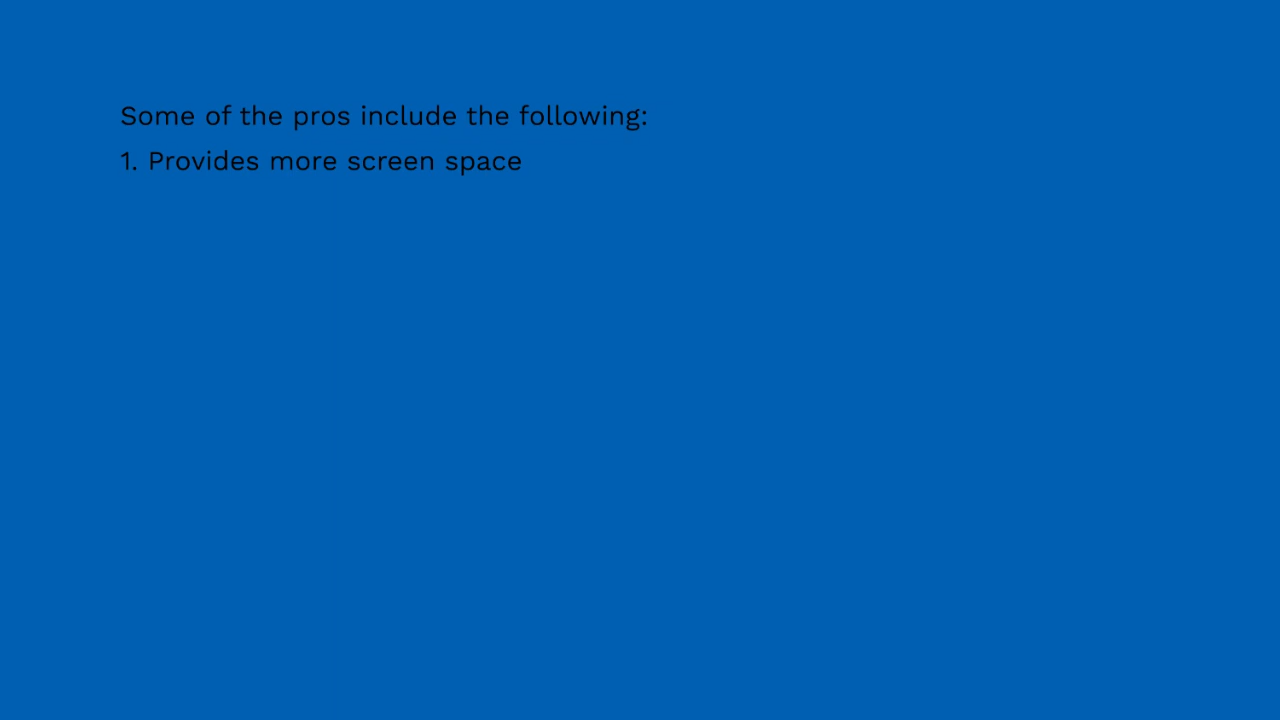 Some of the pros include the following:
1. Provides more screen space